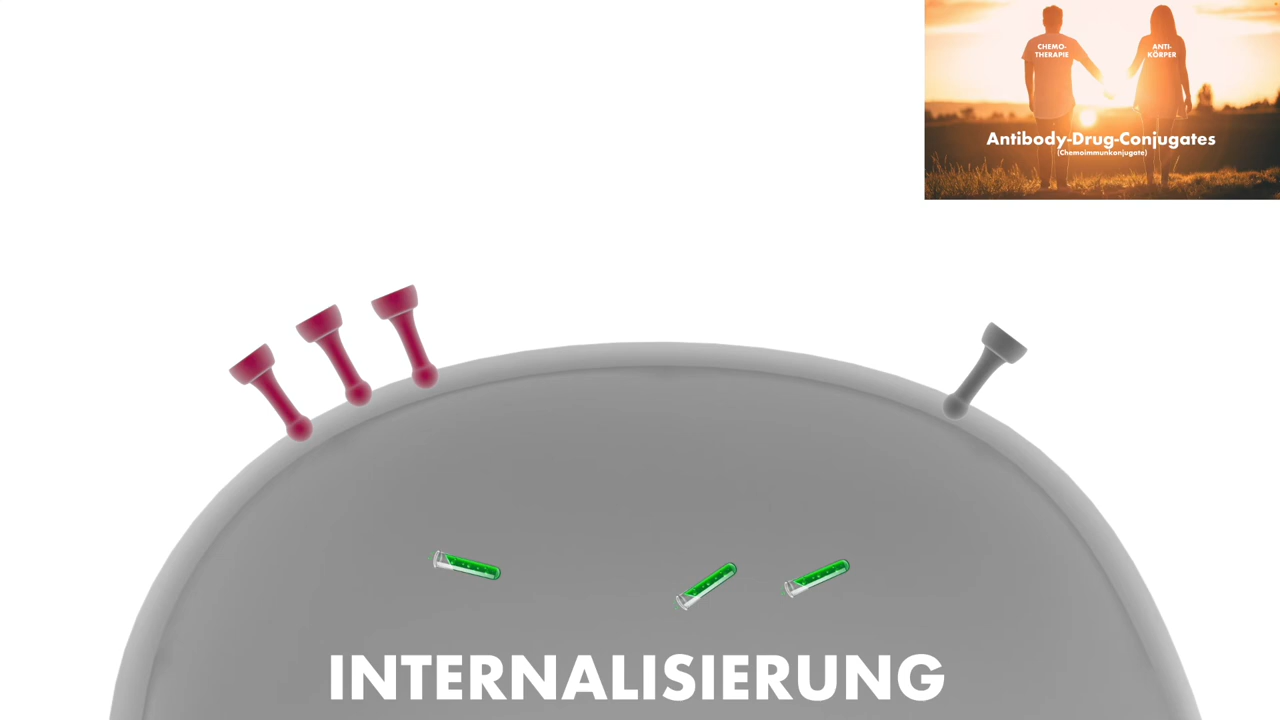 CHEMO-
THERAPIE
ANTI-
KÖRPER
Antibody-Drug-Conjugates
(Chemoimmunkonjugate)
INTERNALISIERUNG